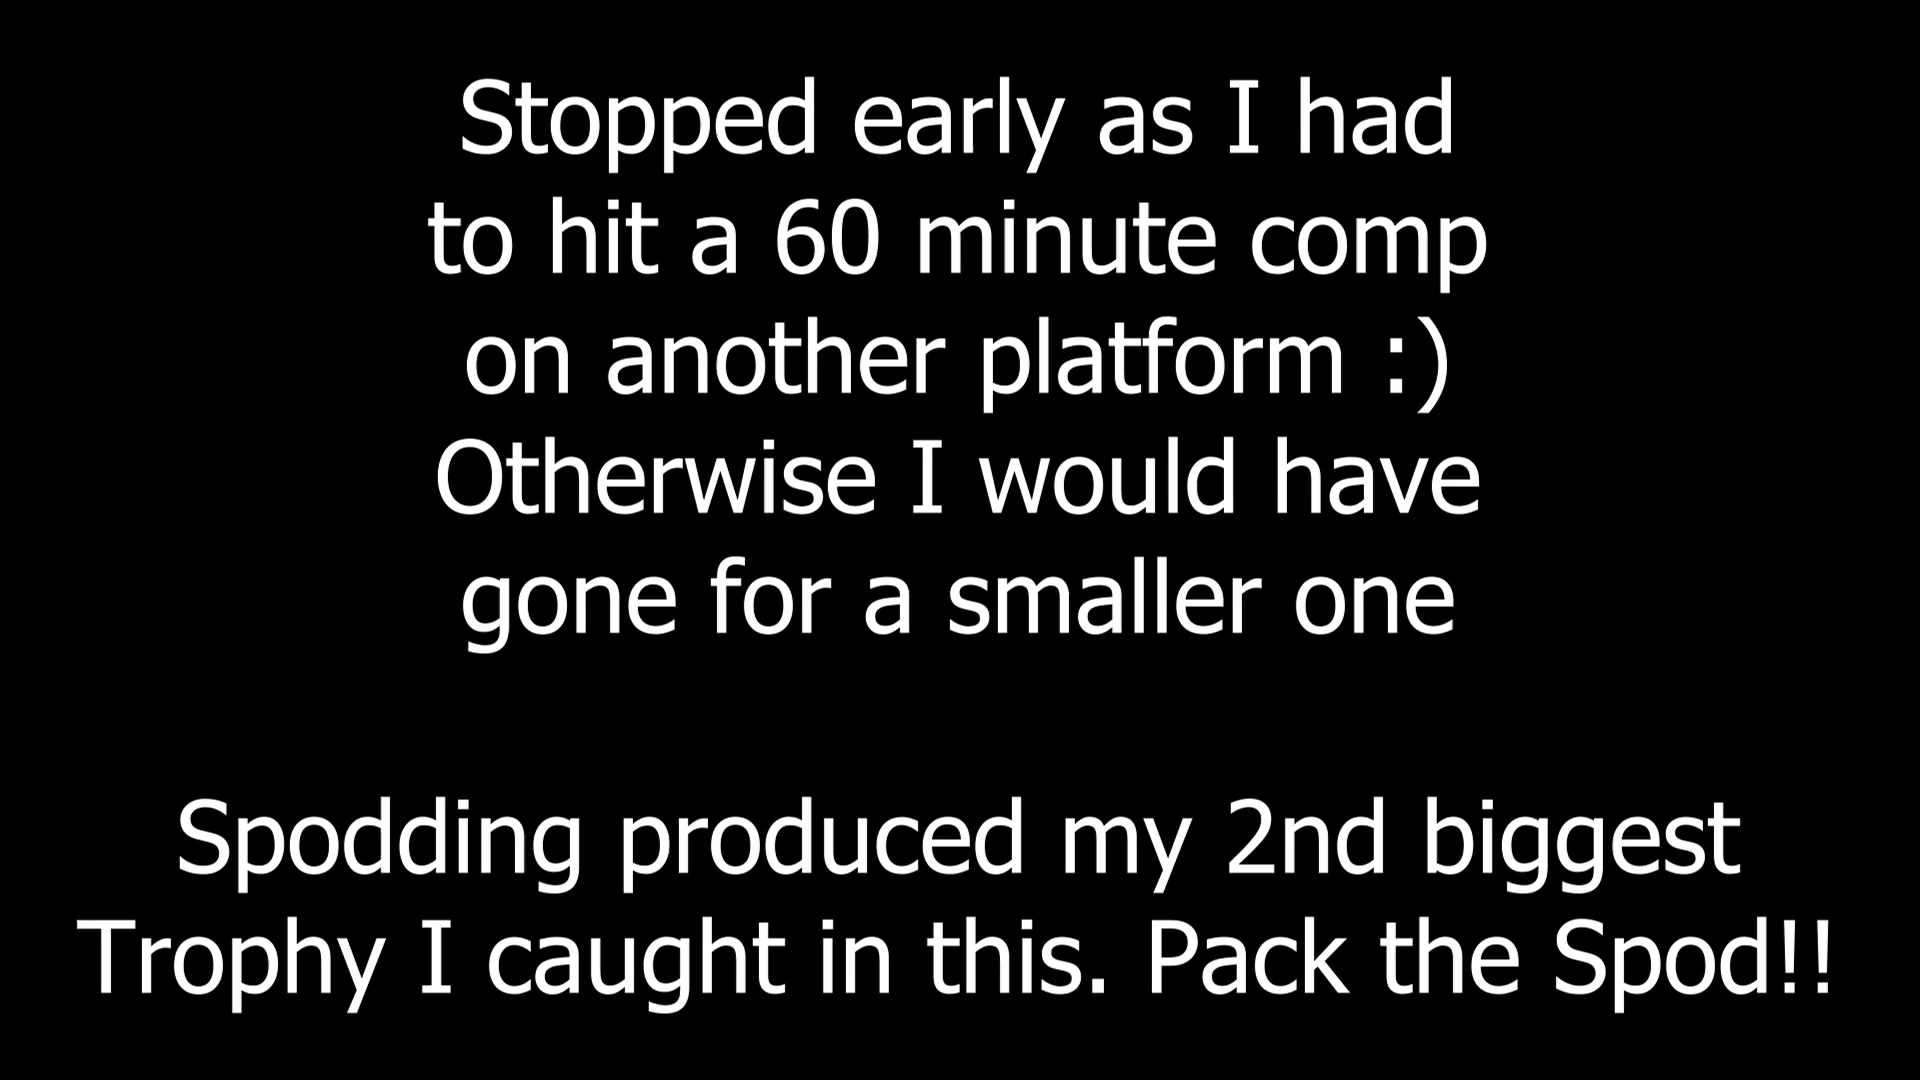 Stopped early as I had
to hit a 60 minute comp
on another platform :)
Otherwise I would have
gone for a smaller one
Spodding produced my 2nd biggest
Trophy I caught in this. Pack the Spod!!